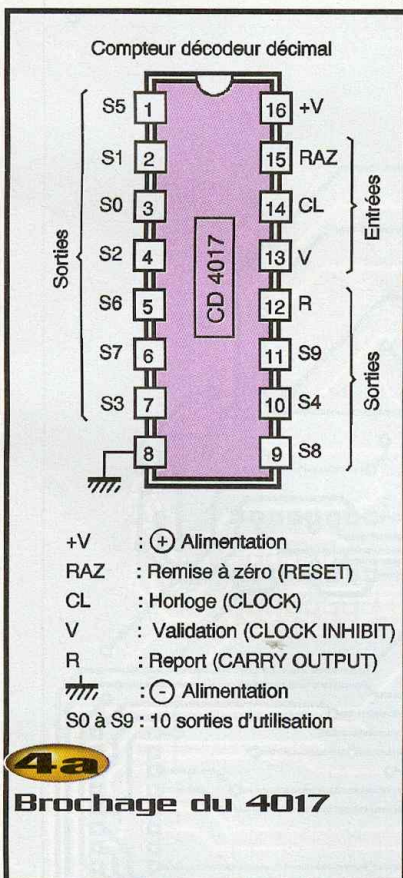 Compteur décodeur décimal
S5 1 16 +V
S1 2 15 RAZ
S0 3 14 CL
S2 4 13 V
S6 5 12 R
S7 6 11 S9
S3 7 10 S4
8 9 S8
Sorties
CD 4017
Entrées
Sorties
+V : + Alimentation
RAZ : Remise à zéro (RESET)
CL : Horloge (CLOCK)
V : Validation (CLOCK INHIBIT)
R : Report (CARRY OUTPUT)
: - Alimentation
S0 à S9 : 10 sorties d'utilisation
4a
Brochage du 4017